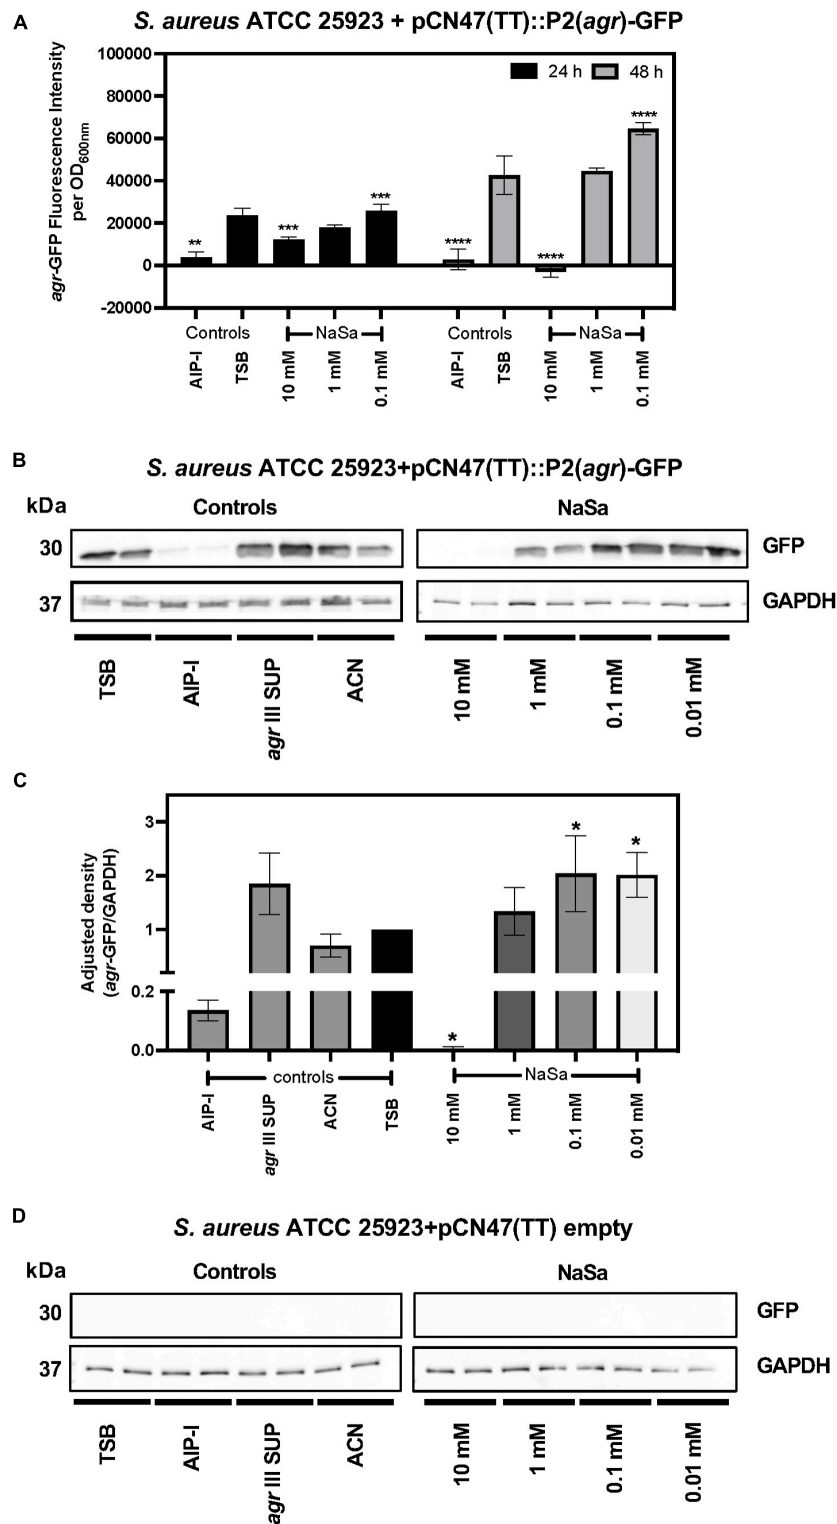 A
S. aureus ATCC 25923 + pCN47(TT)::P2(agr)-GFP
agr-GFP Fluorescence Intensity
per OD600nm
100000
80000
60000
40000
20000
0
-20000
24 h 48 h
** *** *** **** **** ****
Controls NaSa Controls NaSa
AIP-I TSB 10 mM 1 mM 0.1 mM AIP-I TSB 10 mM 1 mM 0.1 mM
B
S. aureus ATCC 25923+pCN47(TT)::P2(agr)-GFP
kDa Controls NaSa
30 GFP
37 GAPDH
TSB AIP-I agr III SUP ACN 10 mM 1 mM 0.1 mM 0.01 mM
C
Adjusted density
(agr-GFP/GAPDH)
3
2
1
0.2
0.0
* * *
controls NaSa
AIP-I agr III SUP ACN TSB 10 mM 1 mM 0.1 mM 0.01 mM
D
S. aureus ATCC 25923+pCN47(TT) empty
kDa Controls NaSa
30 GFP
37 GAPDH
TSB AIP-I agr III SUP ACN 10 mM 1 mM 0.1 mM 0.01 mM